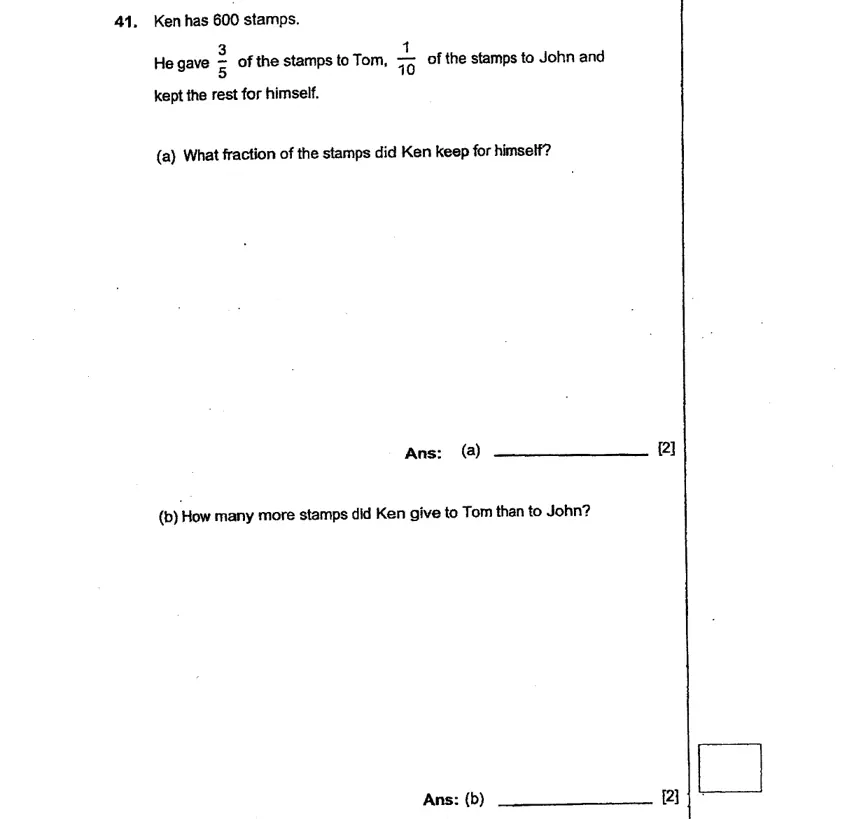 41. Ken has 600 stamps.
He gave 3/5 of the stamps to Tom, 1/10 of the stamps to John and
kept the rest for himself.
(a) What fraction of the stamps did Ken keep for himself?
Ans: (a) ____________ [2]
(b) How many more stamps did Ken give to Tom than to John?
Ans: (b) ____________ [2]